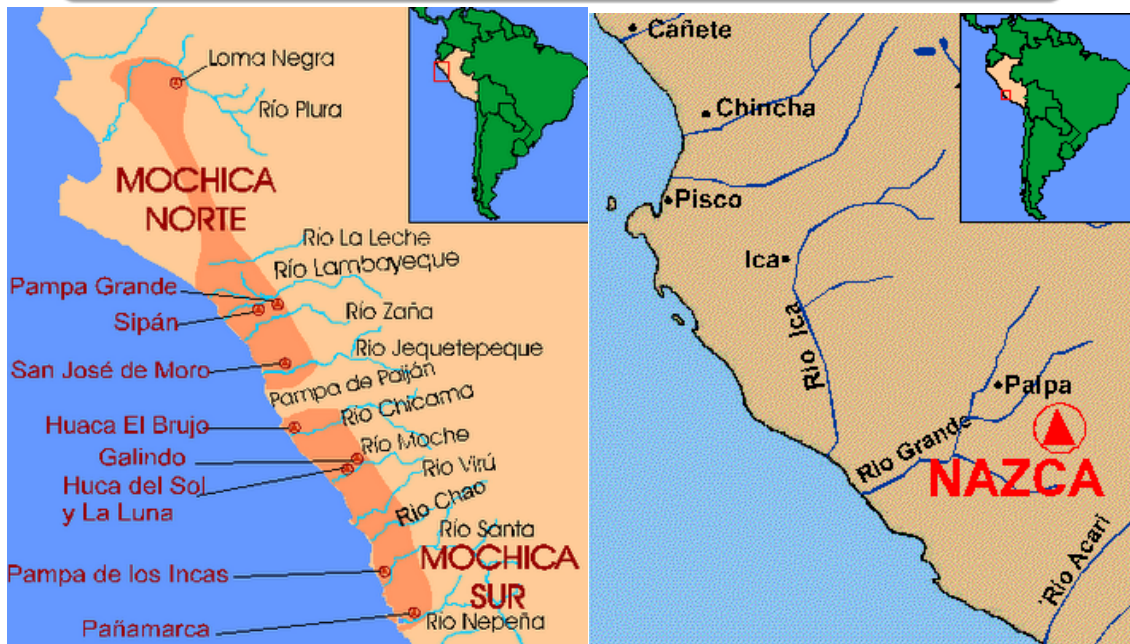 Loma Negra
Río Plura
MOCHICA
NORTE
Río La Leche
Río Lambayeque
Pampa Grande
Sipán
Río Zaña
Río Jequetepeque
San José de Moro
Pampa de Paiján
Río Chicama
Huaca El Brujo
Río Moche
Galindo
Río Virú
Huca del Sol
y La Luna
Rio Chao
Río Santa
MOCHICA
SUR
Pampa de los Incas
Pañamarca
Rio Nepeña
Cañete
Chincha
Pisco
Ica
Río Ica
Palpa
Río Grande
NAZCA
'Río Acarí